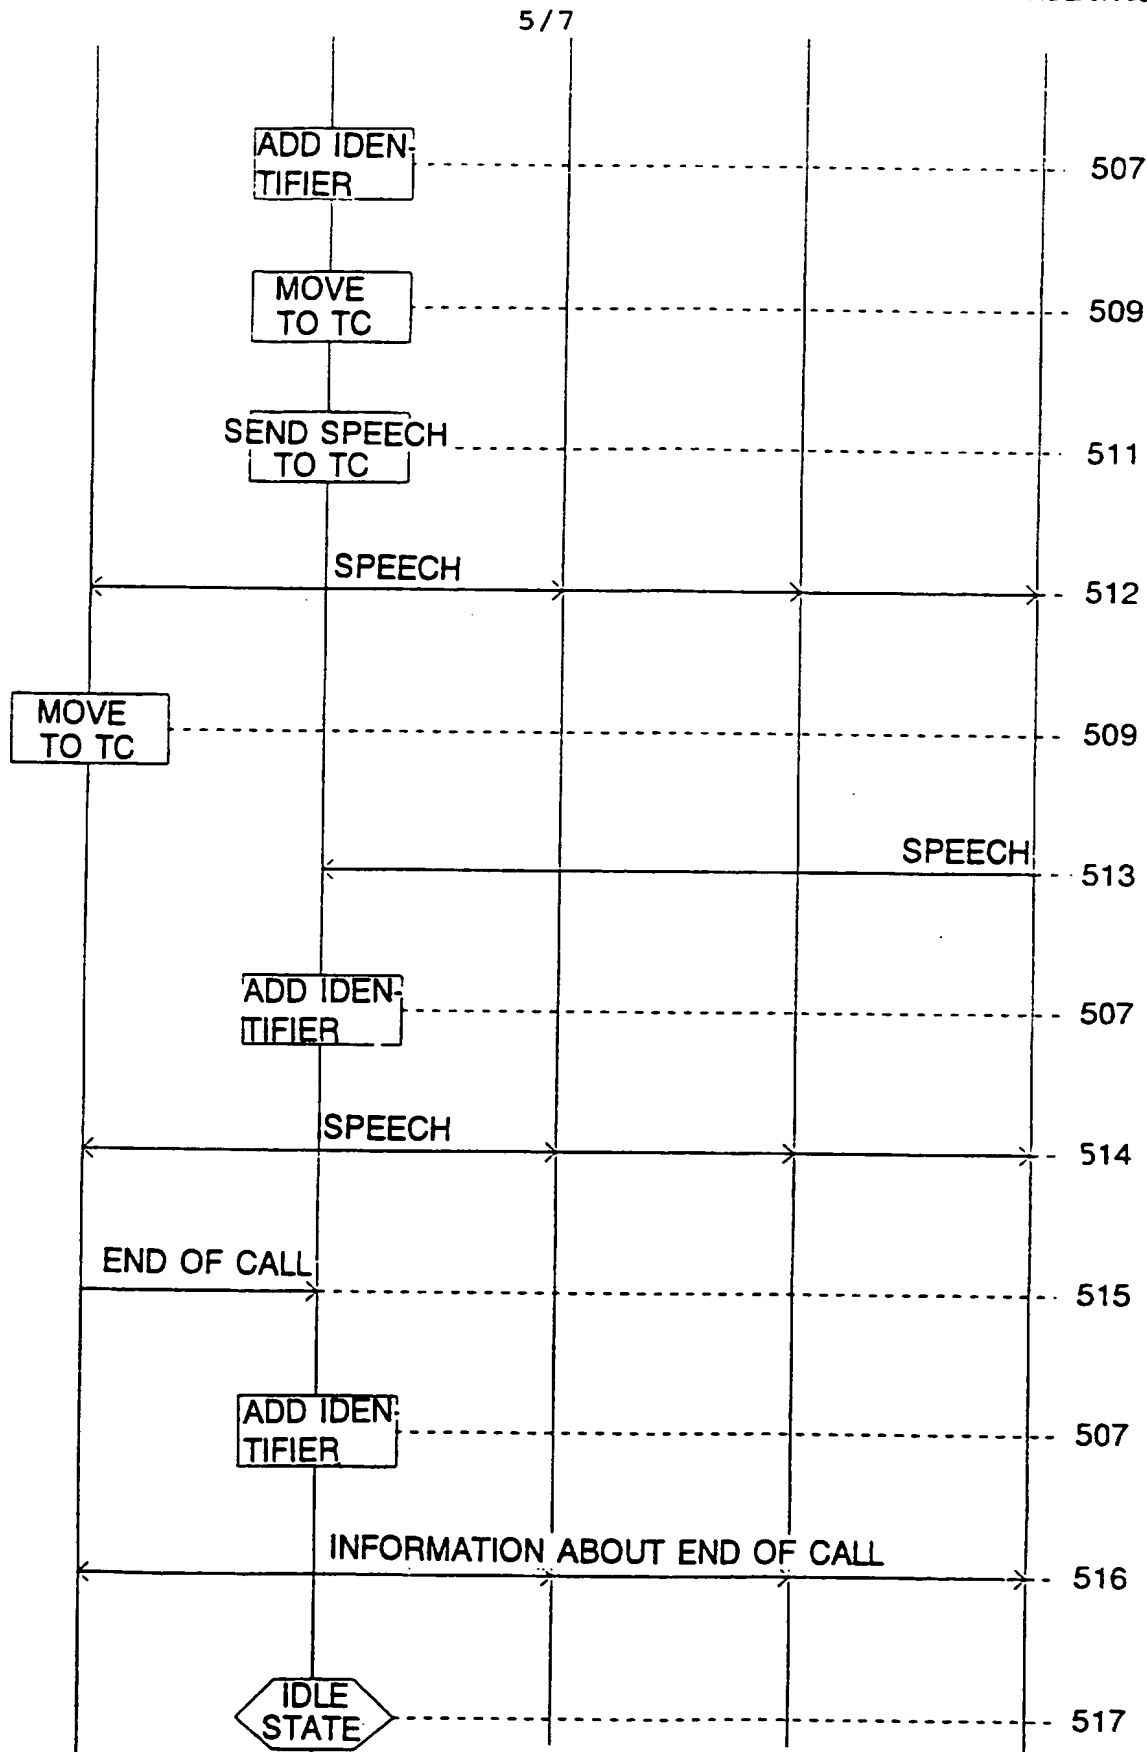 5/7
ADD IDEN-
TIFIER
507
MOVE
TO TC
509
SEND SPEECH
TO TC
511
SPEECH
512
MOVE
TO TC
509
SPEECH
513
ADD IDEN-
TIFIER
507
SPEECH
514
END OF CALL
515
ADD IDEN-
TIFIER
507
INFORMATION ABOUT END OF CALL
516
IDLE
STATE
517